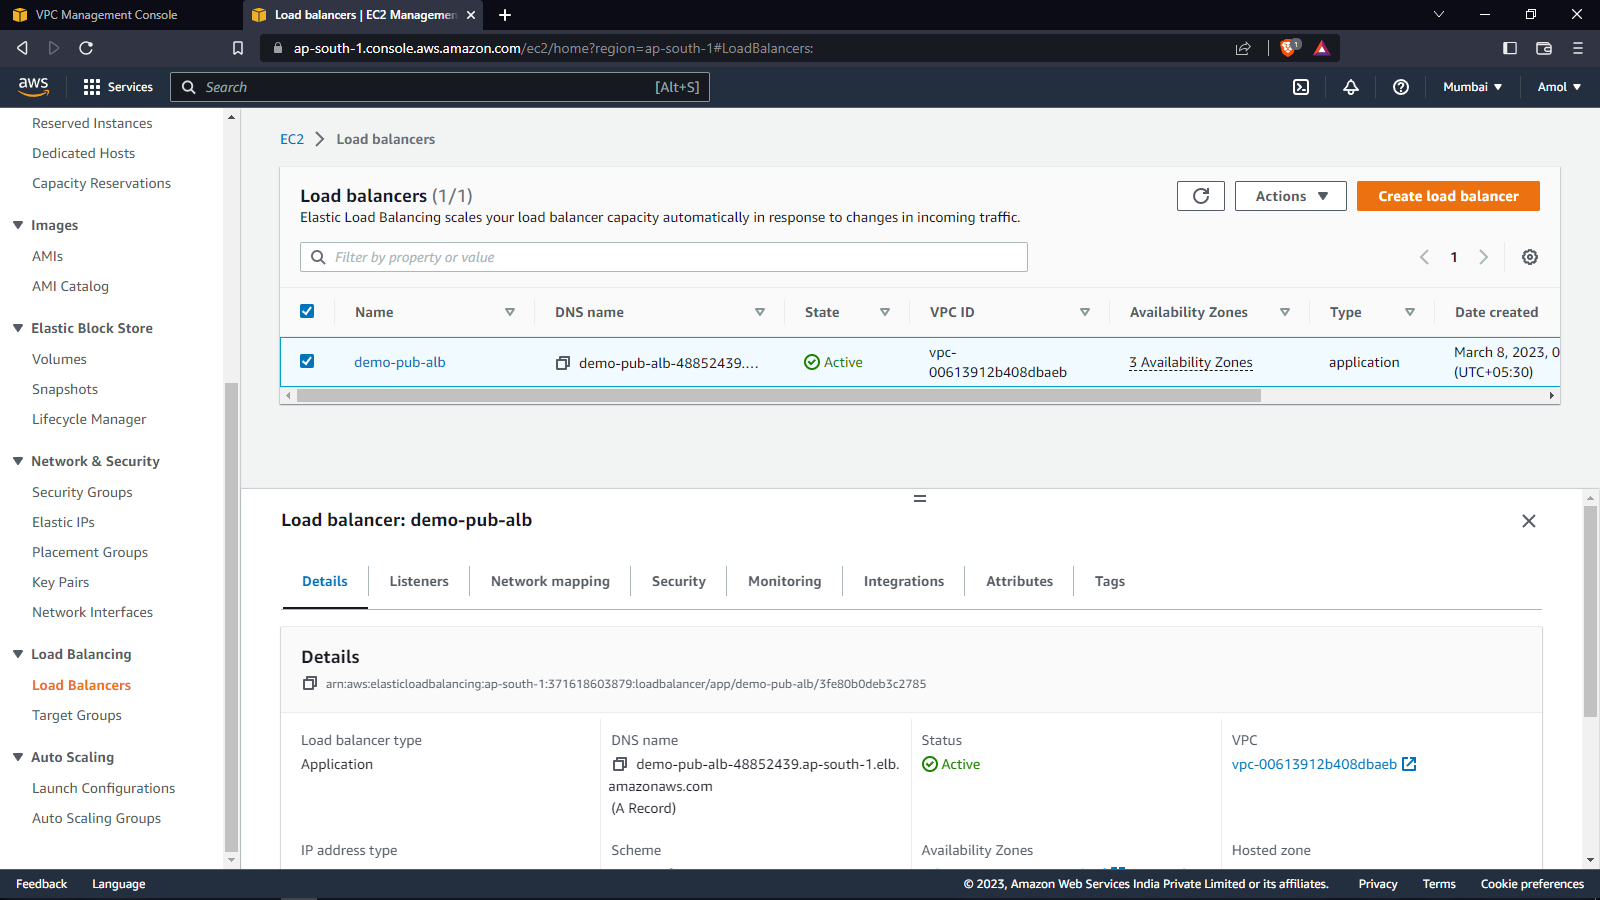 VPC Management Console
Load balancers | EC2 Managemen
ap-south-1.console.aws.amazon.com/ec2/home?region=ap-south-1#LoadBalancers:
1
aws
Services
Search
[Alt+S]
Mumbai
Amol
Reserved Instances
Dedicated Hosts
Capacity Reservations
Images
AMIs
AMI Catalog
Elastic Block Store
Volumes
Snapshots
Lifecycle Manager
Network & Security
Security Groups
Elastic IPs
Placement Groups
Key Pairs
Network Interfaces
Load Balancing
Load Balancers
Target Groups
Auto Scaling
Launch Configurations
Auto Scaling Groups
EC2
Load balancers
Load balancers (1/1)
Elastic Load Balancing scales your load balancer capacity automatically in response to changes in incoming traffic.
Actions
Create load balancer
Filter by property or value
1
Name
DNS name
State
VPC ID
Availability Zones
Type
Date created
demo-pub-alb
demo-pub-alb-48852439....
Active
vpc-
00613912b408dbaeb
3 Availability Zones
application
March 8, 2023, 0
(UTC+05:30)
Load balancer: demo-pub-alb
Details
Listeners
Network mapping
Security
Monitoring
Integrations
Attributes
Tags
Details
arn:aws:elasticloadbalancing:ap-south-1:371618603879:loadbalancer/app/demo-pub-alb/3fe80b0deb3c2785
Load balancer type
Application
DNS name
demo-pub-alb-48852439.ap-south-1.elb.
amazonaws.com
(A Record)
Status
Active
VPC
vpc-00613912b408dbaeb
IP address type
Scheme
Availability Zones
Hosted zone
Feedback
Language
© 2023, Amazon Web Services India Private Limited or its affiliates.
Privacy
Terms
Cookie preferences